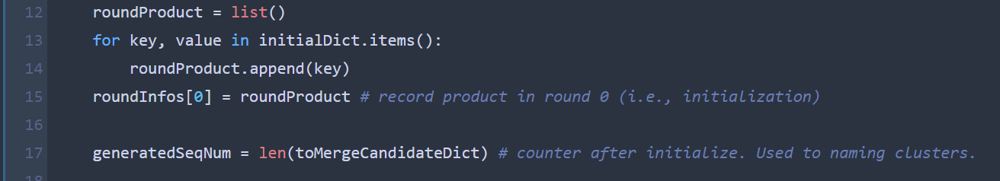 12 roundProduct = list()
13 for key, value in initialDict.items():
14 roundProduct.append(key)
15 roundInfos[0] = roundProduct # record product in round 0 (i.e., initialization)
16
17 generatedSeqNum = len(toMergeCandidateDict) # counter after initialize. Used to naming clusters.
18